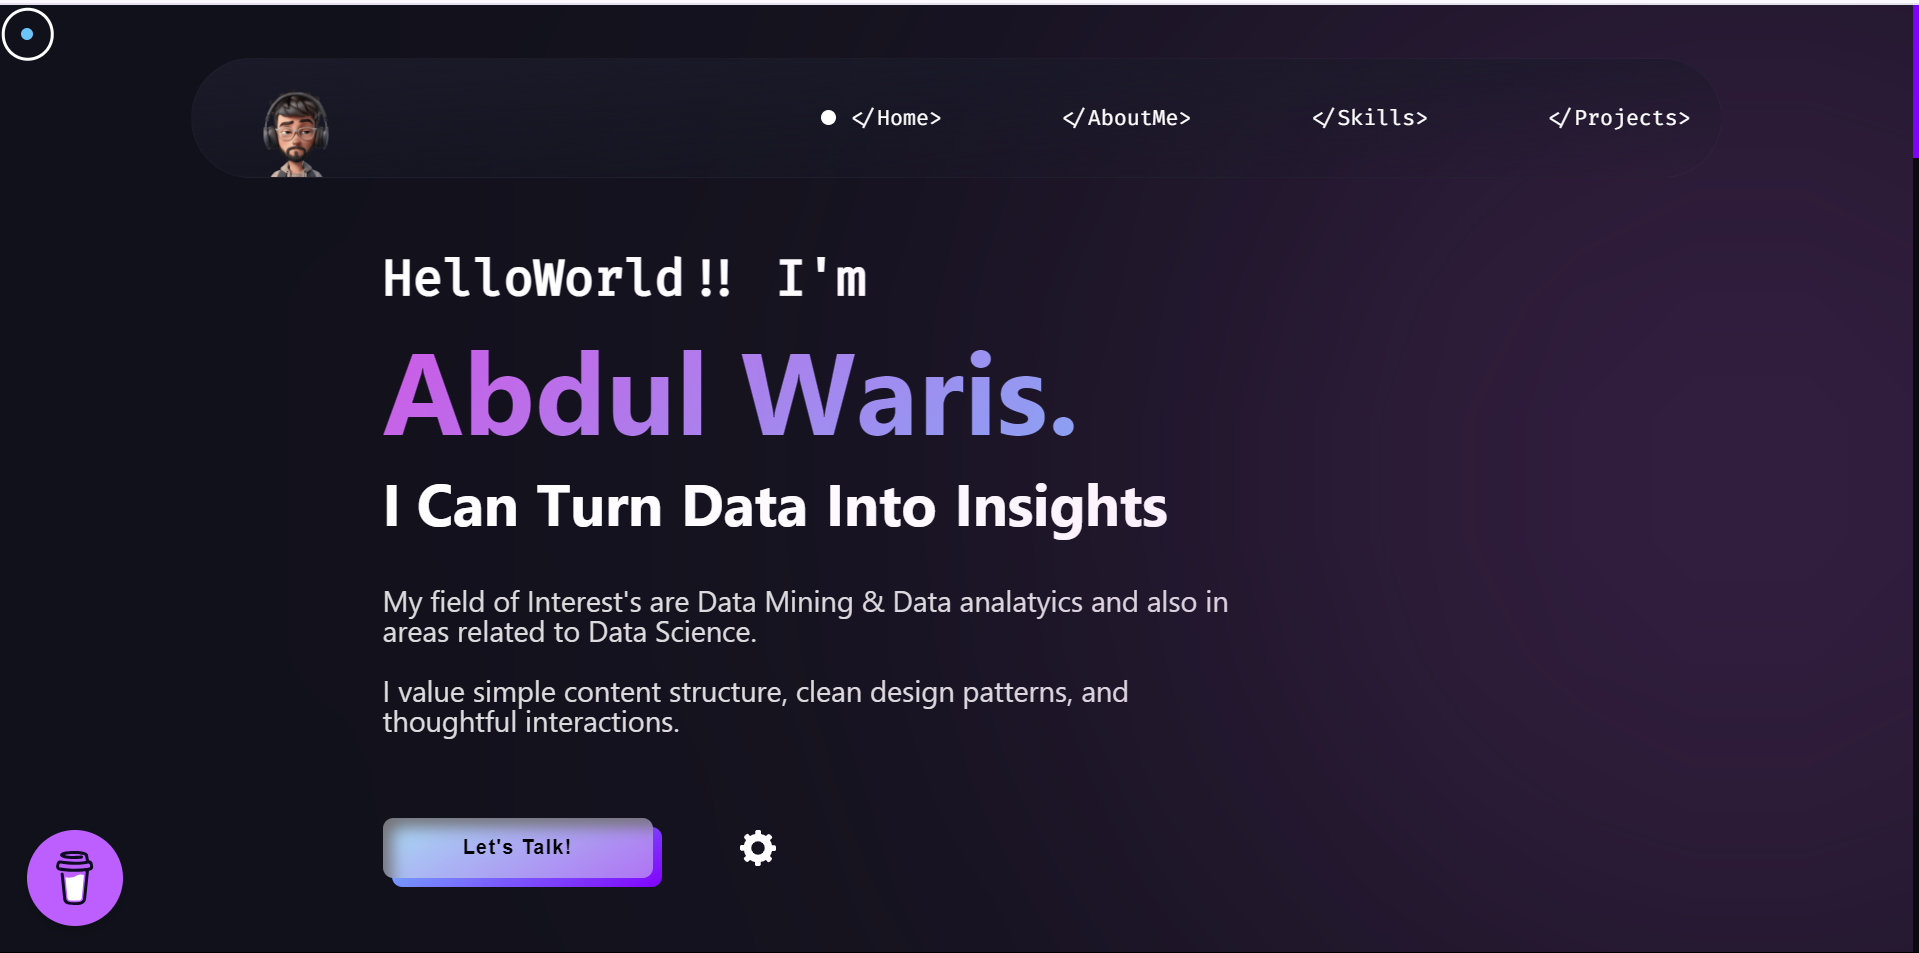 </Home>
</AboutMe>
</Skills>
</Projects>
HelloWorld!! I'm
Abdul Waris.
I Can Turn Data Into Insights
My field of Interest's are Data Mining & Data analatyics and also in
areas related to Data Science.
I value simple content structure, clean design patterns, and
thoughtful interactions.
Let's Talk!